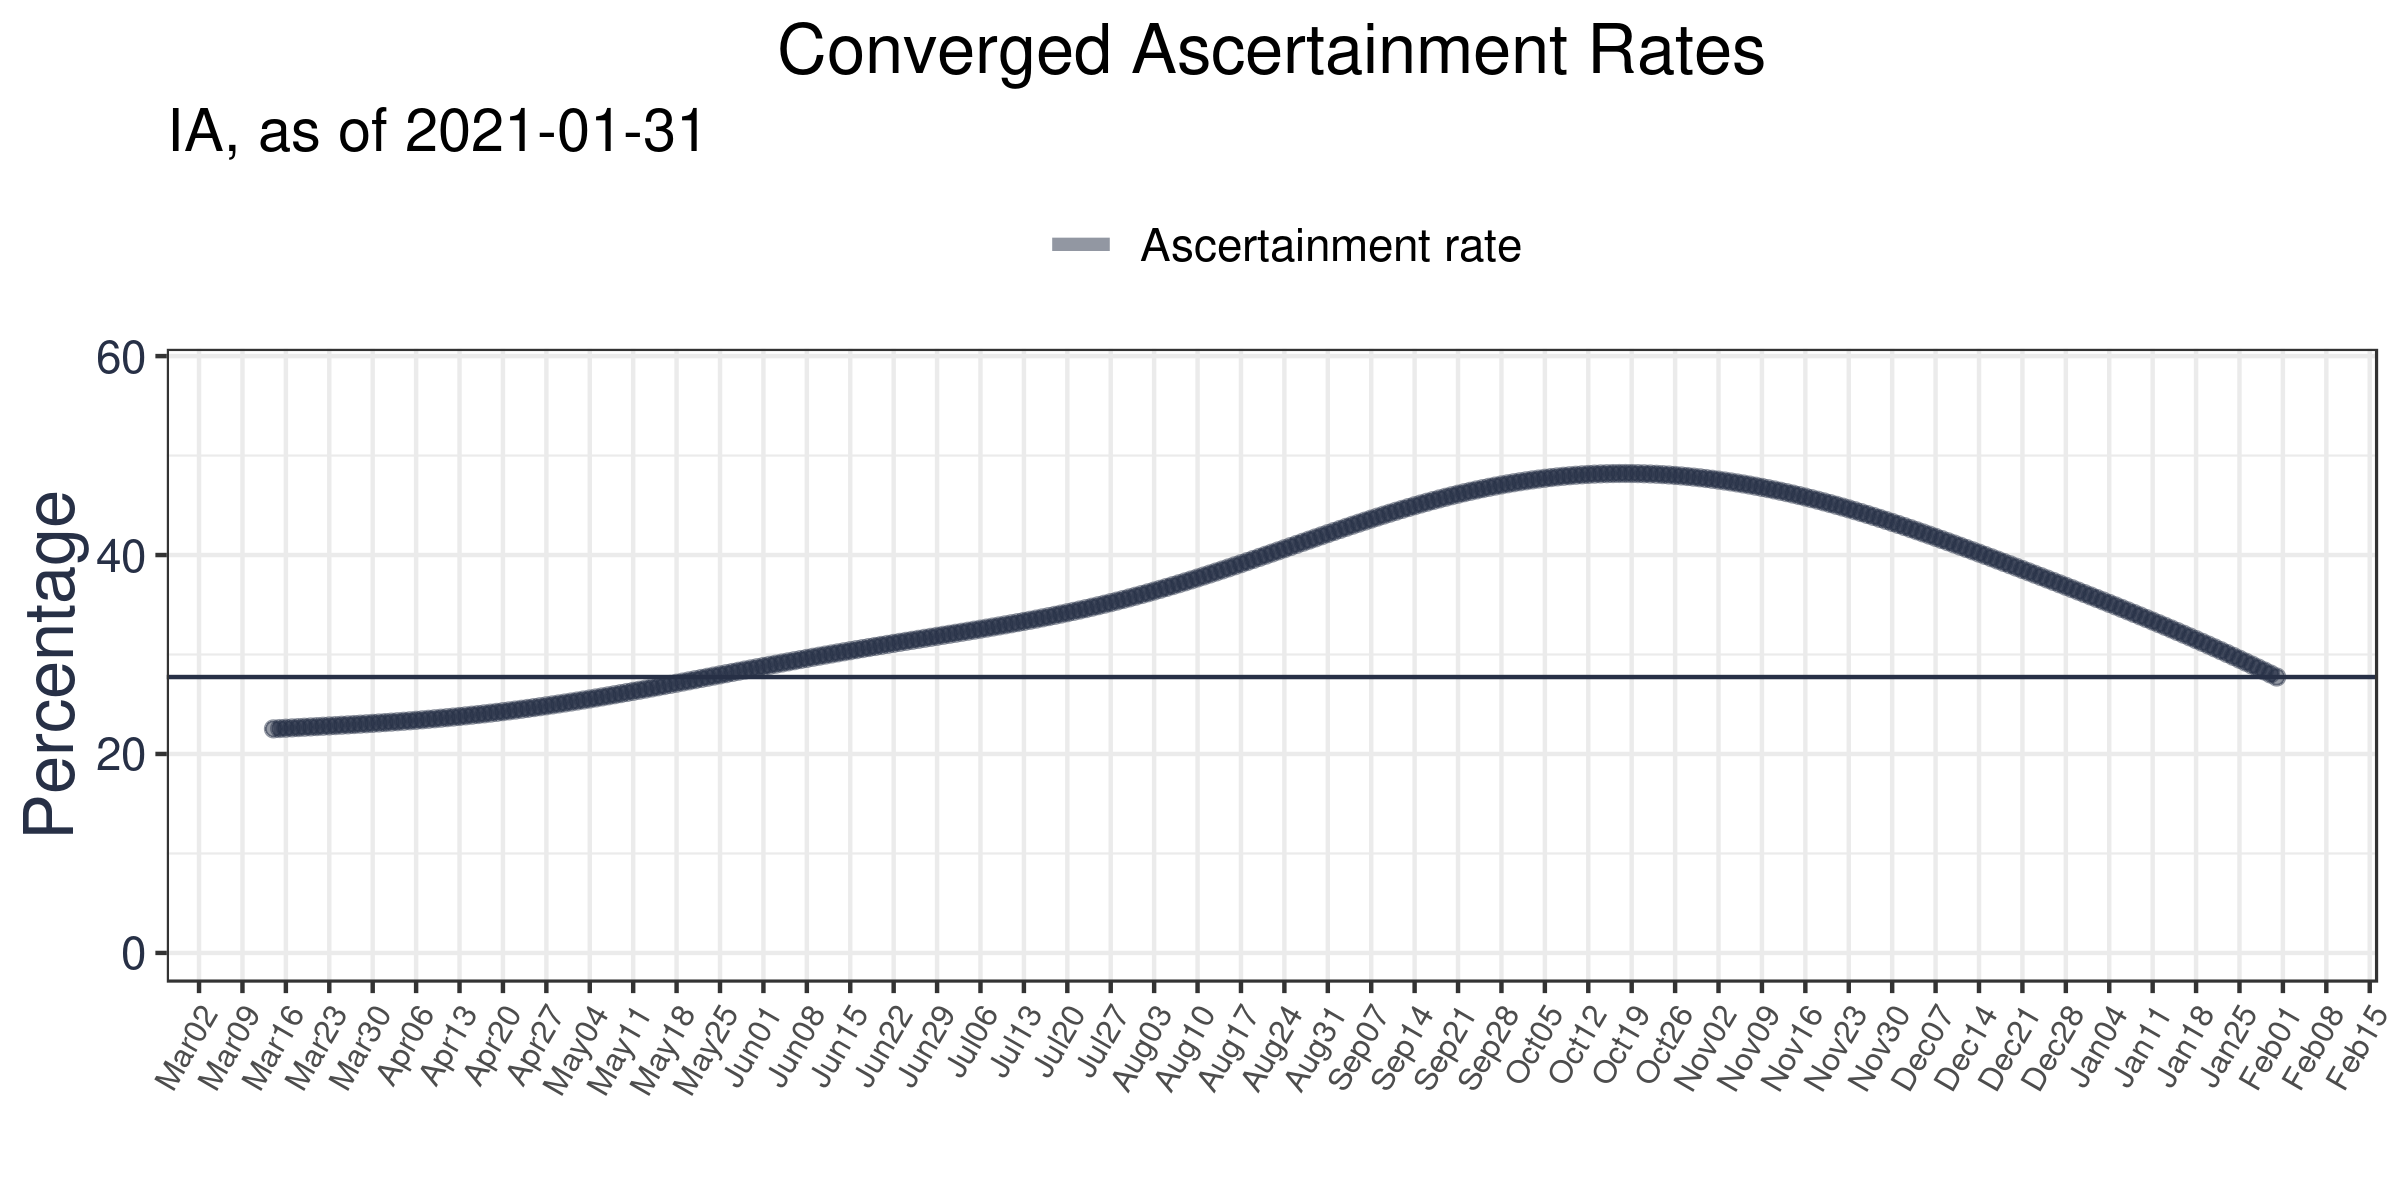 Converged Ascertainment Rates
IA, as of 2021-01-31
Ascertainment rate
Percentage
60
40
20
0
Mar02 Mar09 Mar16 Mar23 Mar30 Apr06 Apr13 Apr20 Apr27 May04 May11 May18 May25 Jun01 Jun08 Jun15 Jun22 Jun29 Jul06 Jul13 Jul20 Jul27 Aug03 Aug10 Aug17 Aug24 Aug31 Sep07 Sep14 Sep21 Sep28 Oct05 Oct12 Oct19 Oct26 Nov02 Nov09 Nov16 Nov23 Nov30 Dec07 Dec14 Dec21 Dec28 Jan04 Jan11 Jan18 Jan25 Feb01 Feb08 Feb15